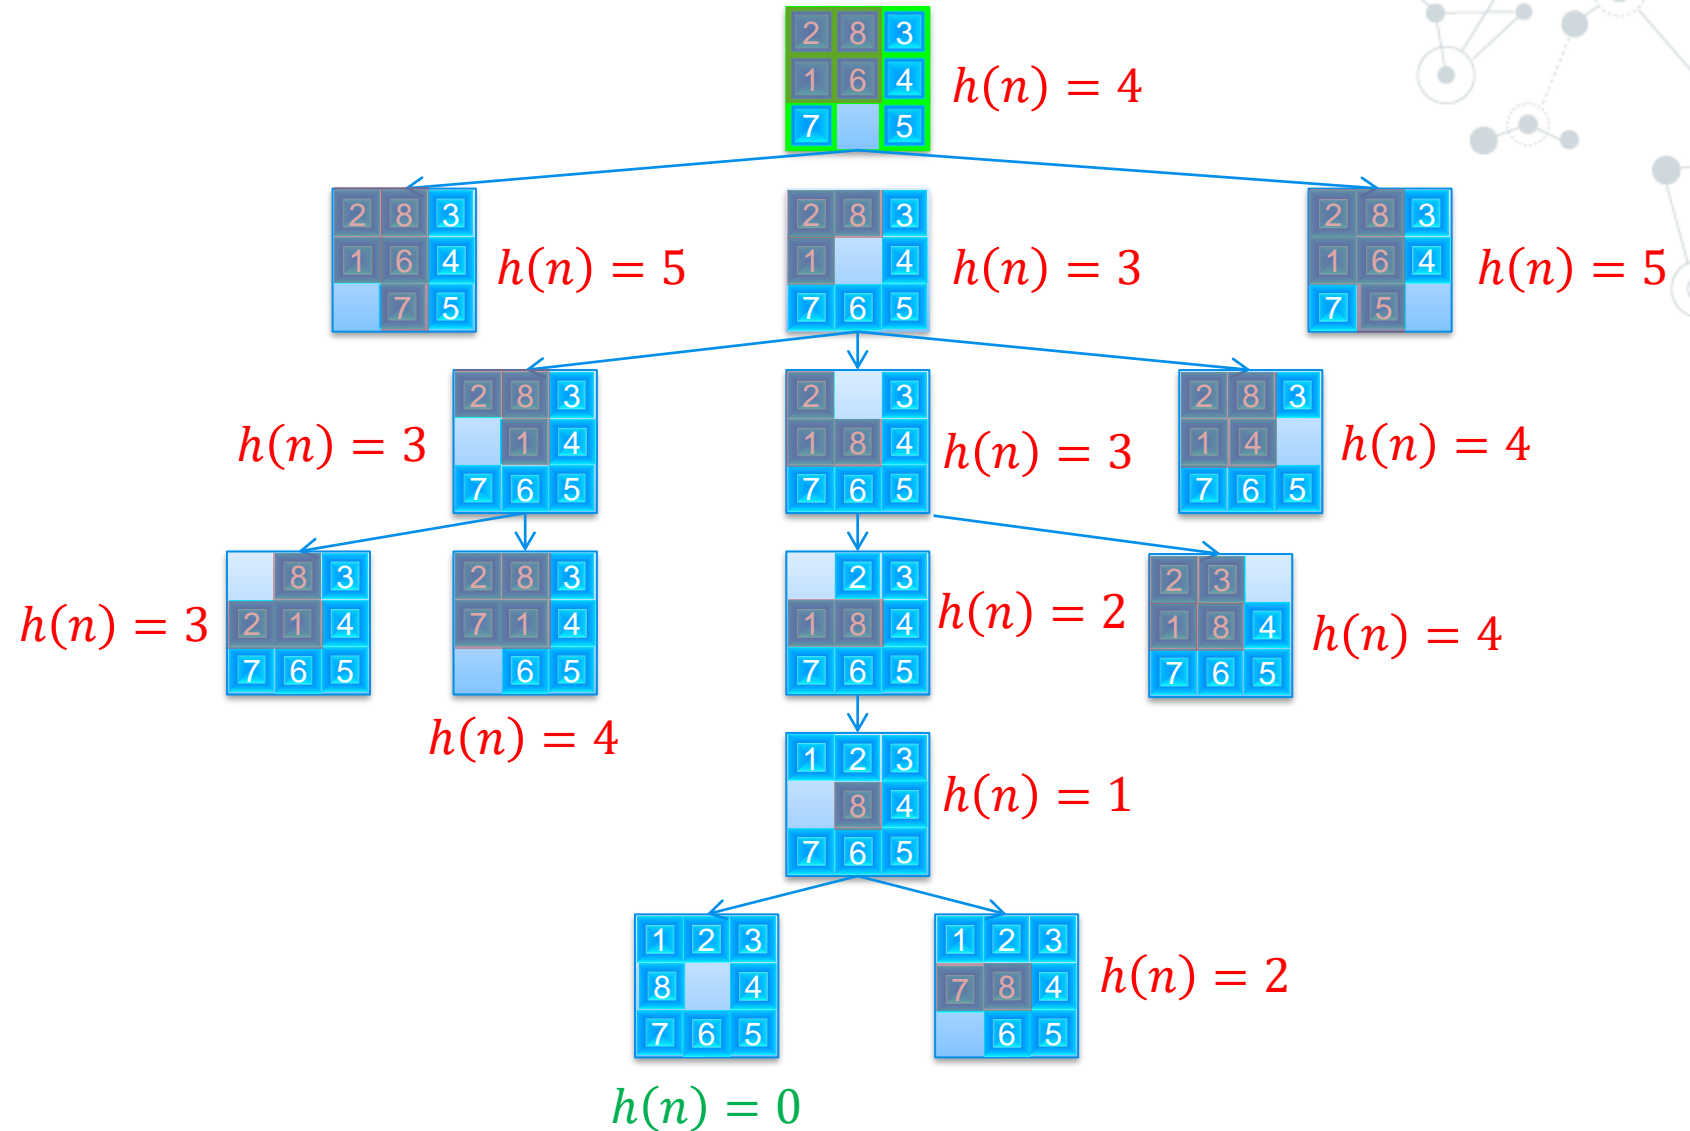 2 8 3
1 6 4
7 5
h(n) = 4
2 8 3
1 6 4
7 5
h(n) = 5
2 8 3
1 4
7 6 5
h(n) = 3
2 8 3
1 6 4
7 5
h(n) = 5
h(n) = 3
2 8 3
1 4
7 6 5
2 3
1 8 4
7 6 5
h(n) = 3
2 8 3
1 4
7 6 5
h(n) = 4
h(n) = 3
8 3
2 1 4
7 6 5
2 8 3
7 1 4
6 5
h(n) = 4
2 3
1 8 4
7 6 5
h(n) = 2
2 3
1 8 4
7 6 5
h(n) = 4
1 2 3
8 4
7 6 5
h(n) = 1
1 2 3
8 4
7 6 5
h(n) = 0
1 2 3
7 8 4
6 5
h(n) = 2